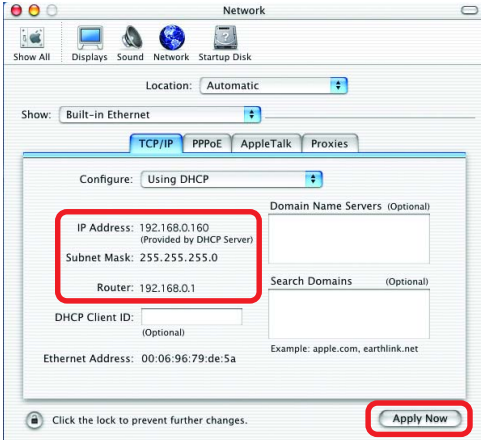 Network
Show All Displays Sound Network Startup Disk
Location: Automatic
Show: Built-in Ethernet
TCP/IP PPPoE AppleTalk Proxies
Configure: Using DHCP
Domain Name Servers (Optional)
IP Address: 192.168.0.160
(Provided by DHCP Server)
Subnet Mask: 255.255.255.0
Router: 192.168.0.1
Search Domains (Optional)
DHCP Client ID:
(Optional)
Example: apple.com, earthlink.net
Ethernet Address: 00:06:96:79:de:5a
Click the lock to prevent further changes.
Apply Now